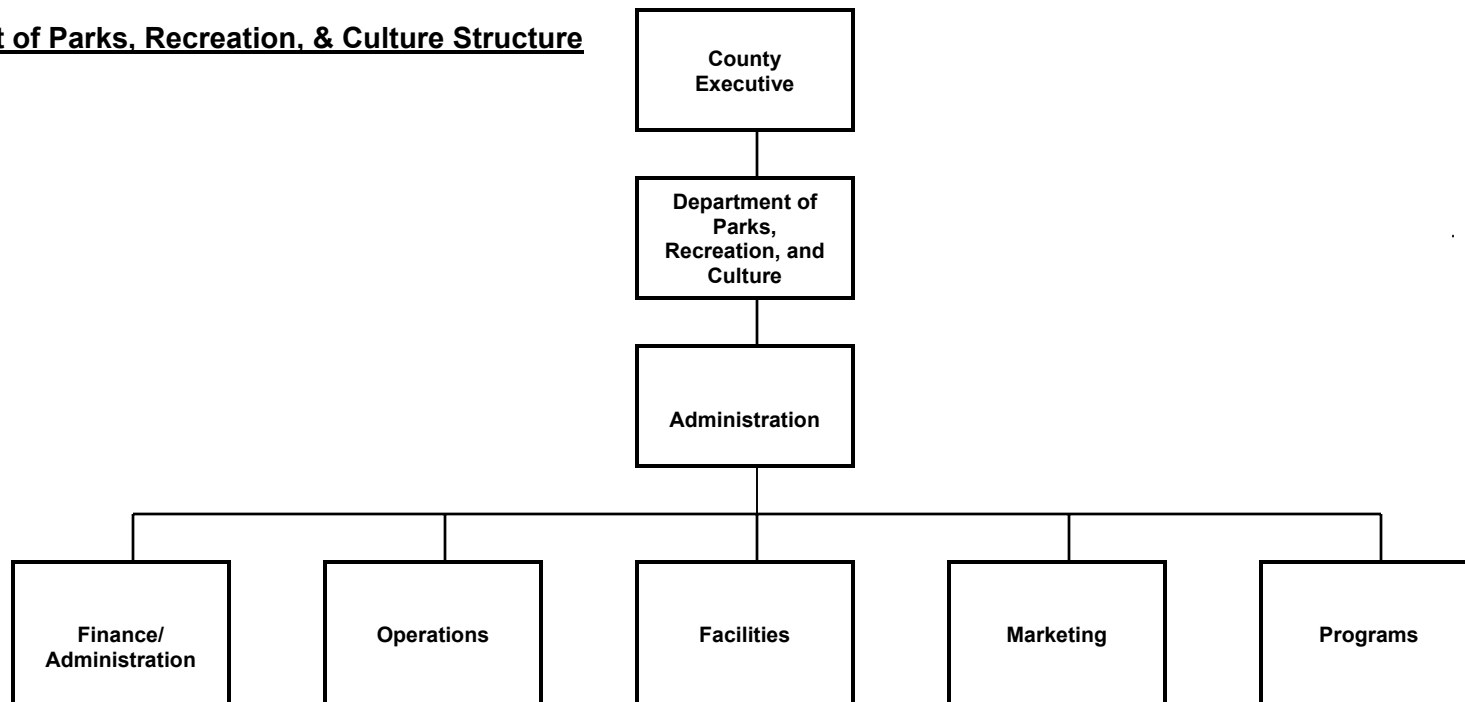 of Parks, Recreation, & Culture Structure
County
Executive
Department of
Parks,
Recreation, and
Culture
Administration
Finance/
Administration
Operations
Facilities
Marketing
Programs